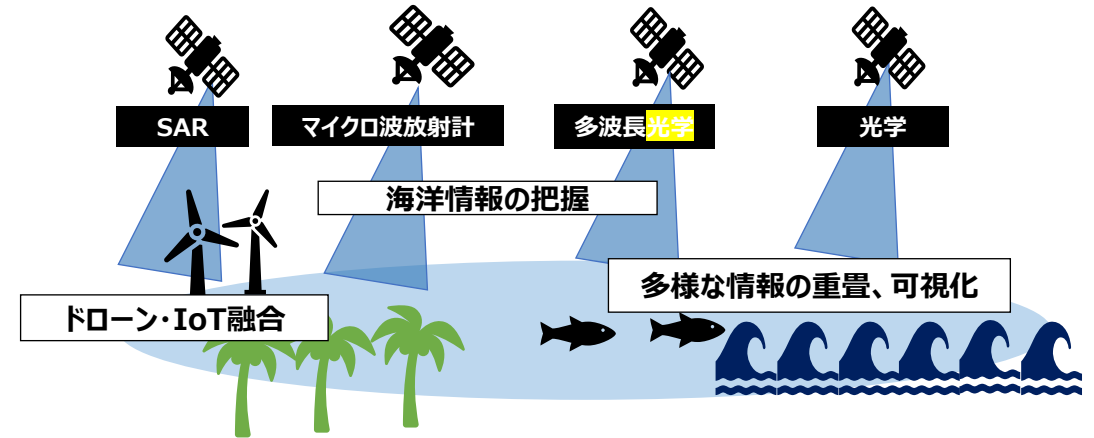 SAR
マイクロ波放射計
多波長光学
光学
海洋情報の把握
多様な情報の重畳、可視化
ドローン・IoT融合